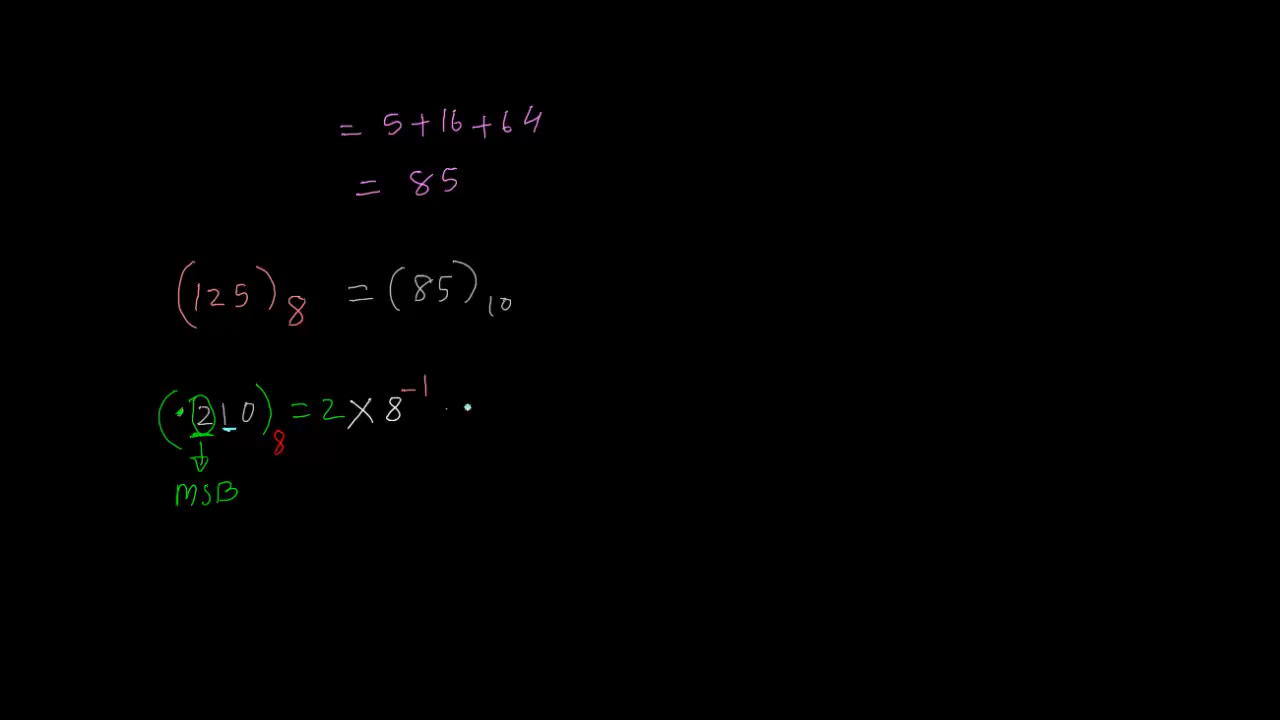 = 5+16+64
= 85
(125)₈ = (85)₁₀
(.210)₈ = 2 × 8⁻¹
MSB